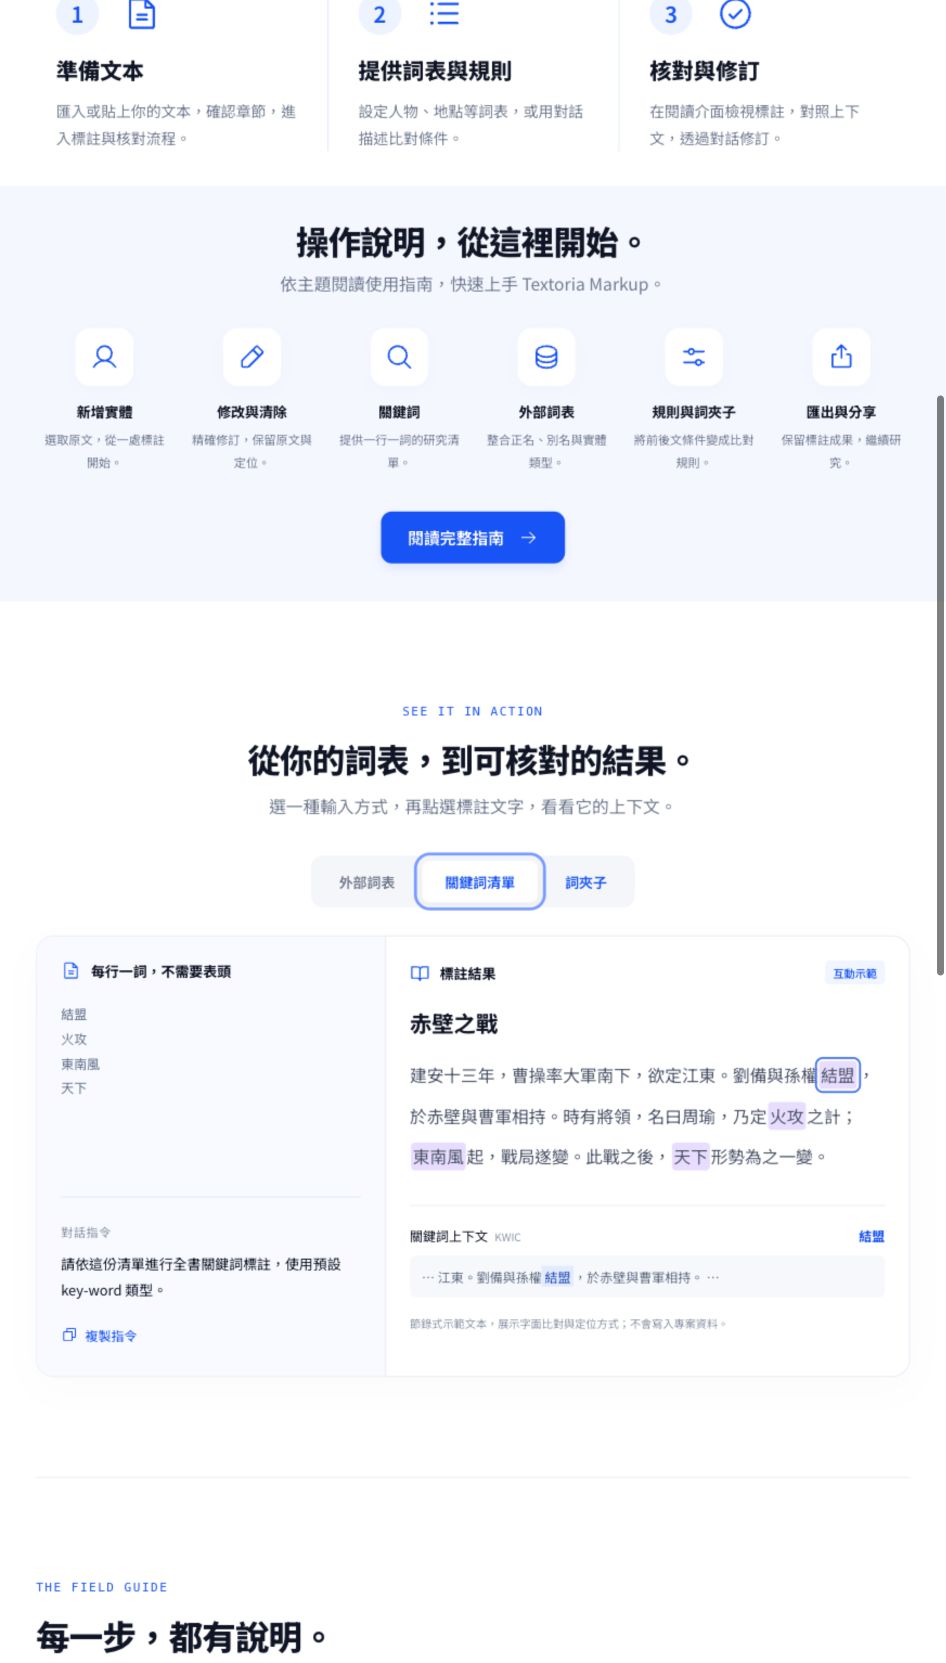 1
準備文本
匯入或貼上你的文本，確認章節，進
入標註與核對流程。
2
提供詞表與規則
設定人物、地點等詞表，或用對話
描述比對條件。
3
核對與修訂
在閱讀介面檢視標註，對照上下
文，透過對話修訂。
操作說明，從這裡開始。
依主題閱讀使用指南，快速上手 Textoria Markup。
新增實體
選取原文，從一處標註
開始。
修改與清除
精確修訂，保留原文與
定位。
關鍵詞
提供一行一詞的研究清
單。
外部詞表
整合正名、別名與實體
類型。
規則與詞夾子
將前後文條件變成比對
規則。
匯出與分享
保留標註成果，繼續研
究。
閱讀完整指南 →
SEE IT IN ACTION
從你的詞表，到可核對的結果。
選一種輸入方式，再點選標註文字，看看它的上下文。
外部詞表 關鍵詞清單 詞夾子
每行一詞，不需要表頭
結盟
火攻
東南風
天下
對話指令
請依這份清單進行全書關鍵詞標註，使用預設
key-word 類型。
複製指令
標註結果 互動示範
赤壁之戰
建安十三年，曹操率大軍南下，欲定江東。劉備與孫權結盟，
於赤壁與曹軍相持。時有將領，名曰周瑜，乃定火攻之計；
東南風起，戰局遂變。此戰之後，天下形勢為之一變。
關鍵詞上下文 KWIC 結盟
⋯ 江東。劉備與孫權結盟，於赤壁與曹軍相持。 ⋯
節錄式示範文本，展示字面比對與定位方式；不會寫入專案資料。
THE FIELD GUIDE
每一步，都有說明。